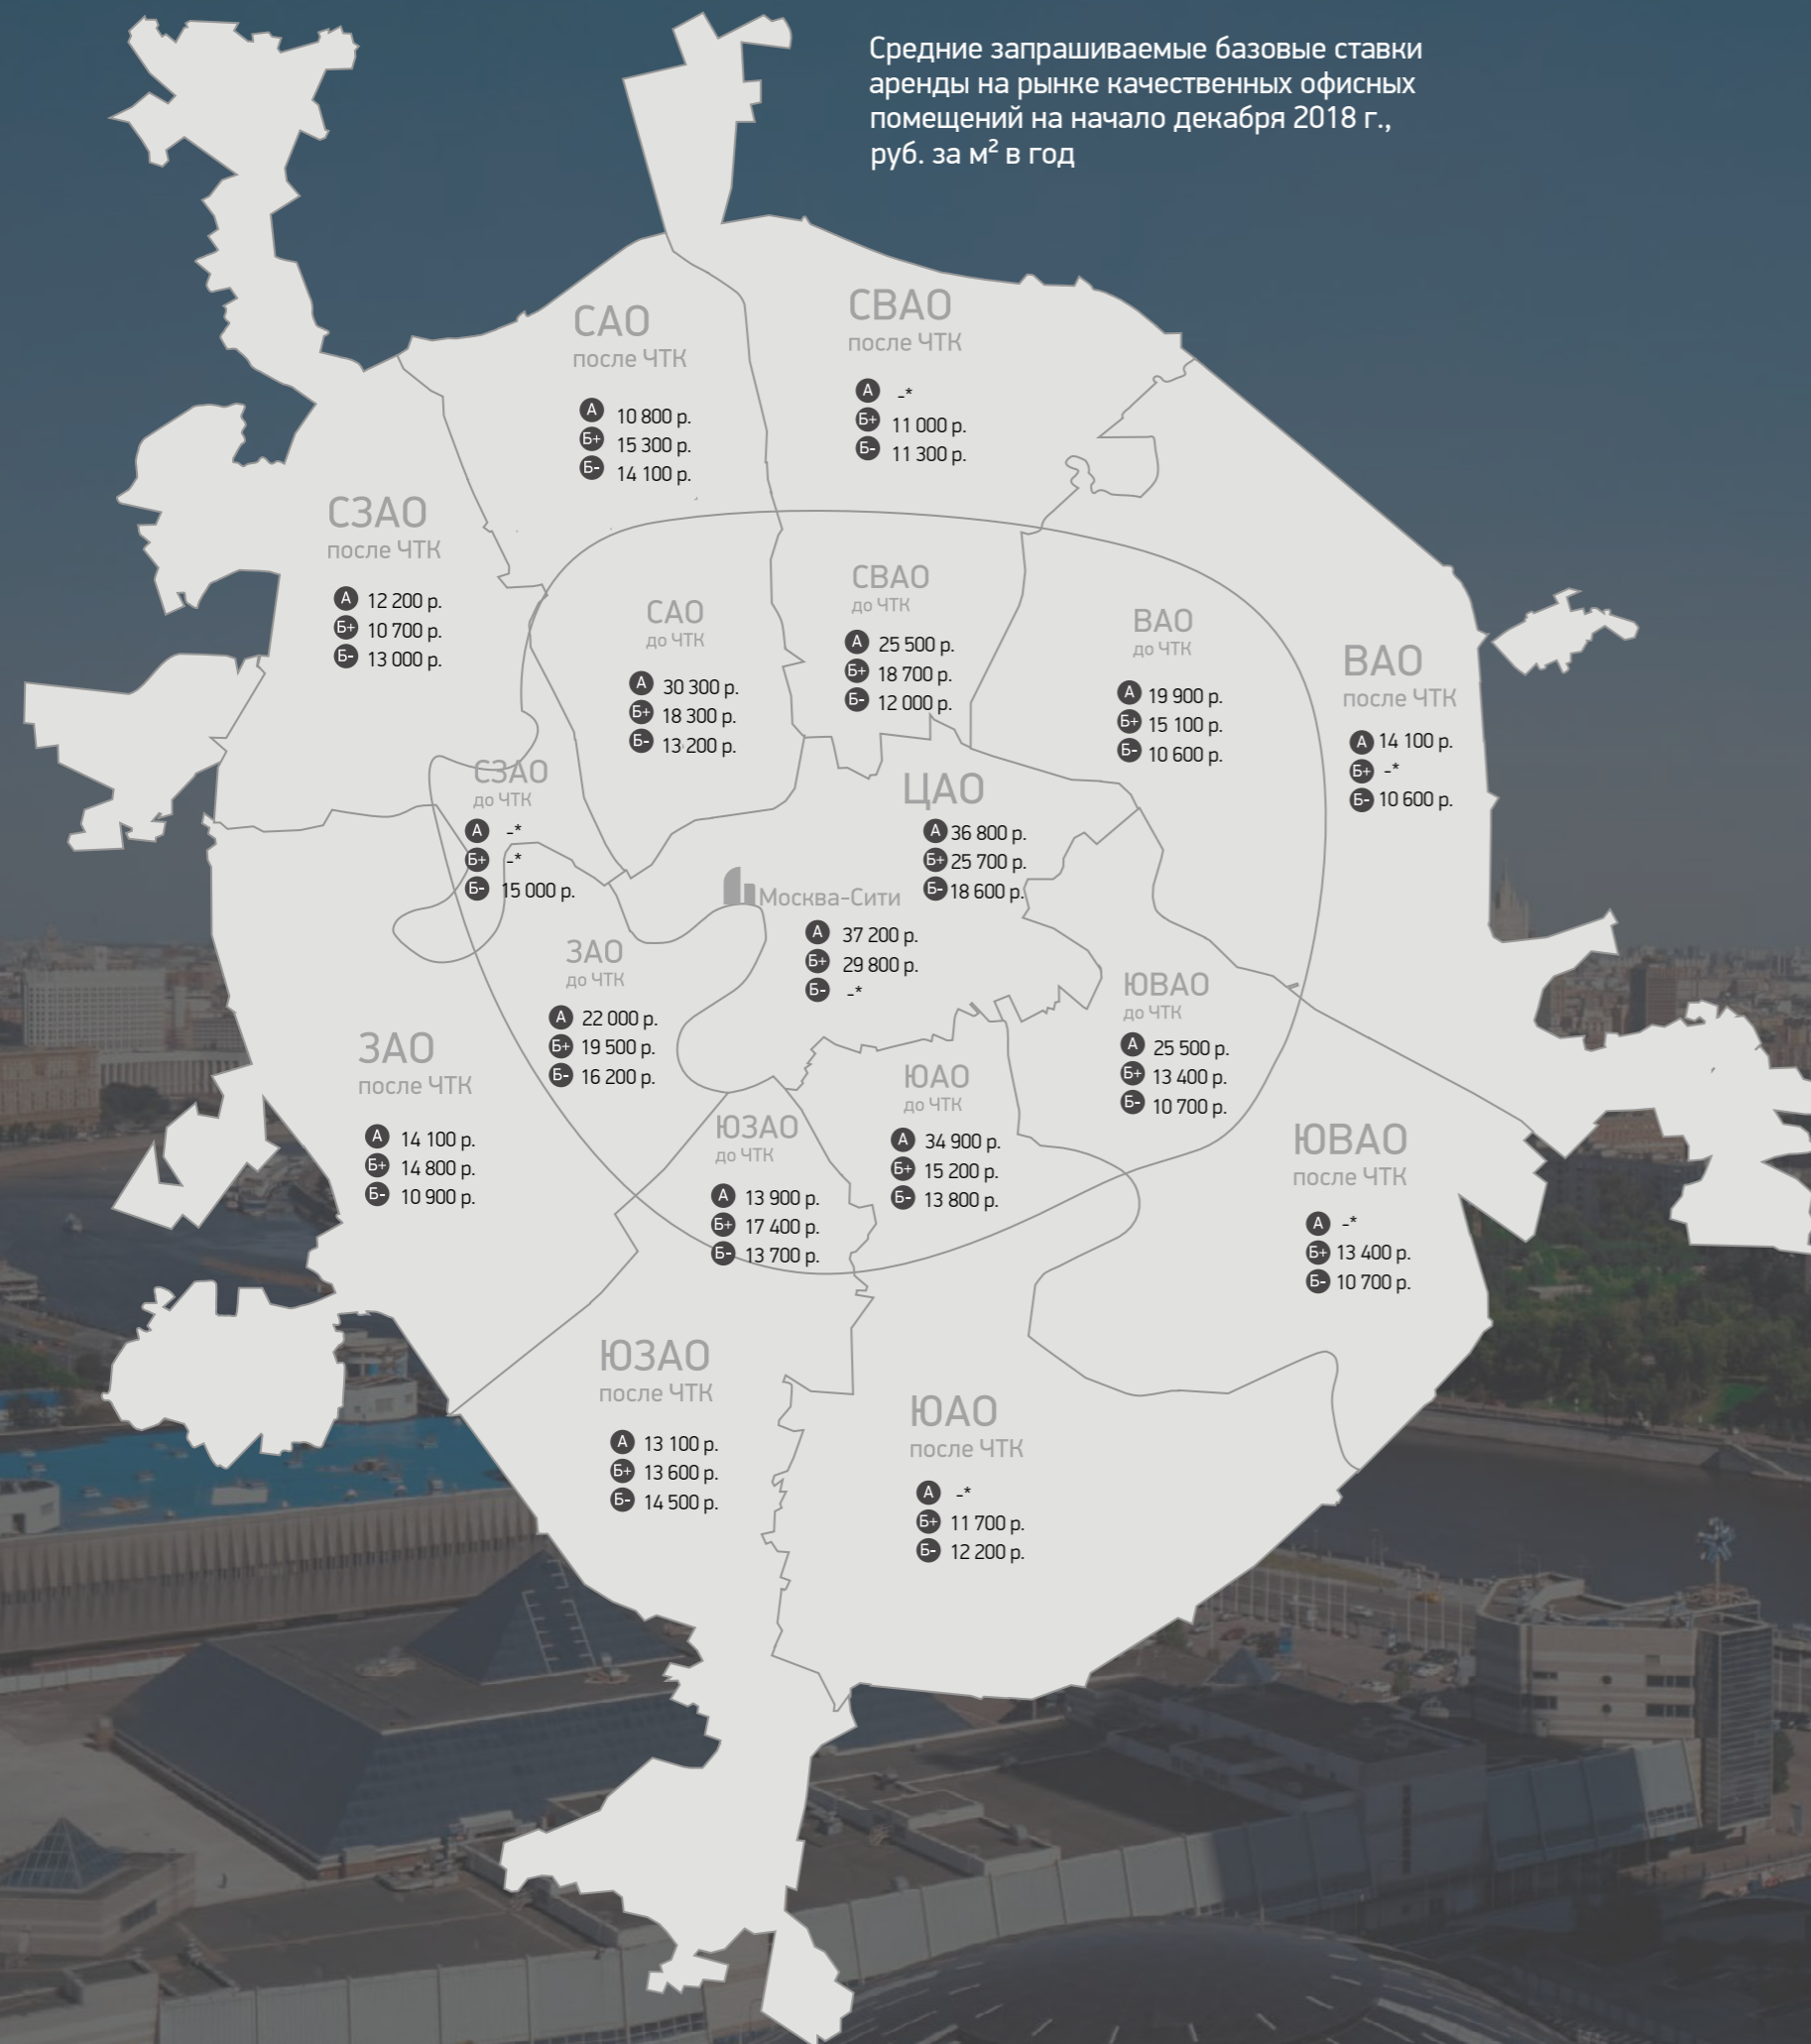 Средние запрашиваемые базовые ставки
аренды на рынке качественных офисных
помещений на начало декабря 2018 г.,
руб. за м² в год
САО
после ЧТК
А 10 800 р.
Б+ 15 300 р.
Б- 14 100 р.
СВАО
после ЧТК
А -*
Б+ 11 000 р.
Б- 11 300 р.
СЗАО
после ЧТК
А 12 200 р.
Б+ 10 700 р.
Б- 13 000 р.
САО
до ЧТК
А 30 300 р.
Б+ 18 300 р.
Б- 13 200 р.
СВАО
до ЧТК
А 25 500 р.
Б+ 18 700 р.
Б- 12 000 р.
ВАО
до ЧТК
А 19 900 р.
Б+ 15 100 р.
Б- 10 600 р.
ВАО
после ЧТК
А 14 100 р.
Б+ -*
Б- 10 600 р.
СЗАО
до ЧТК
А -*
Б+ -*
Б- 15 000 р.
ЦАО
А 36 800 р.
Б+ 25 700 р.
Б- 18 600 р.
Москва-Сити
А 37 200 р.
Б+ 29 800 р.
Б- -*
ЗАО
до ЧТК
А 22 000 р.
Б+ 19 500 р.
Б- 16 200 р.
ЮВАО
до ЧТК
А 25 500 р.
Б+ 13 400 р.
Б- 10 700 р.
ЗАО
после ЧТК
А 14 100 р.
Б+ 14 800 р.
Б- 10 900 р.
ЮЗАО
до ЧТК
А 13 900 р.
Б+ 17 400 р.
Б- 13 700 р.
ЮАО
до ЧТК
А 34 900 р.
Б+ 15 200 р.
Б- 13 800 р.
ЮВАО
после ЧТК
А -*
Б+ 13 400 р.
Б- 10 700 р.
ЮЗАО
после ЧТК
А 13 100 р.
Б+ 13 600 р.
Б- 14 500 р.
ЮАО
после ЧТК
А -*
Б+ 11 700 р.
Б- 12 200 р.